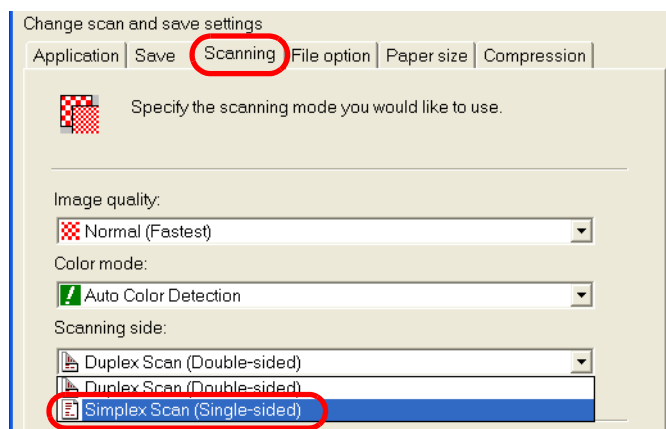 Change scan and save settings
Application Save Scanning File option Paper size Compression
Specify the scanning mode you would like to use.
Image quality:
Normal (Fastest)
Color mode:
Auto Color Detection
Scanning side:
Duplex Scan (Double-sided)
Duplex Scan (Double-sided)
Simplex Scan (Single-sided)